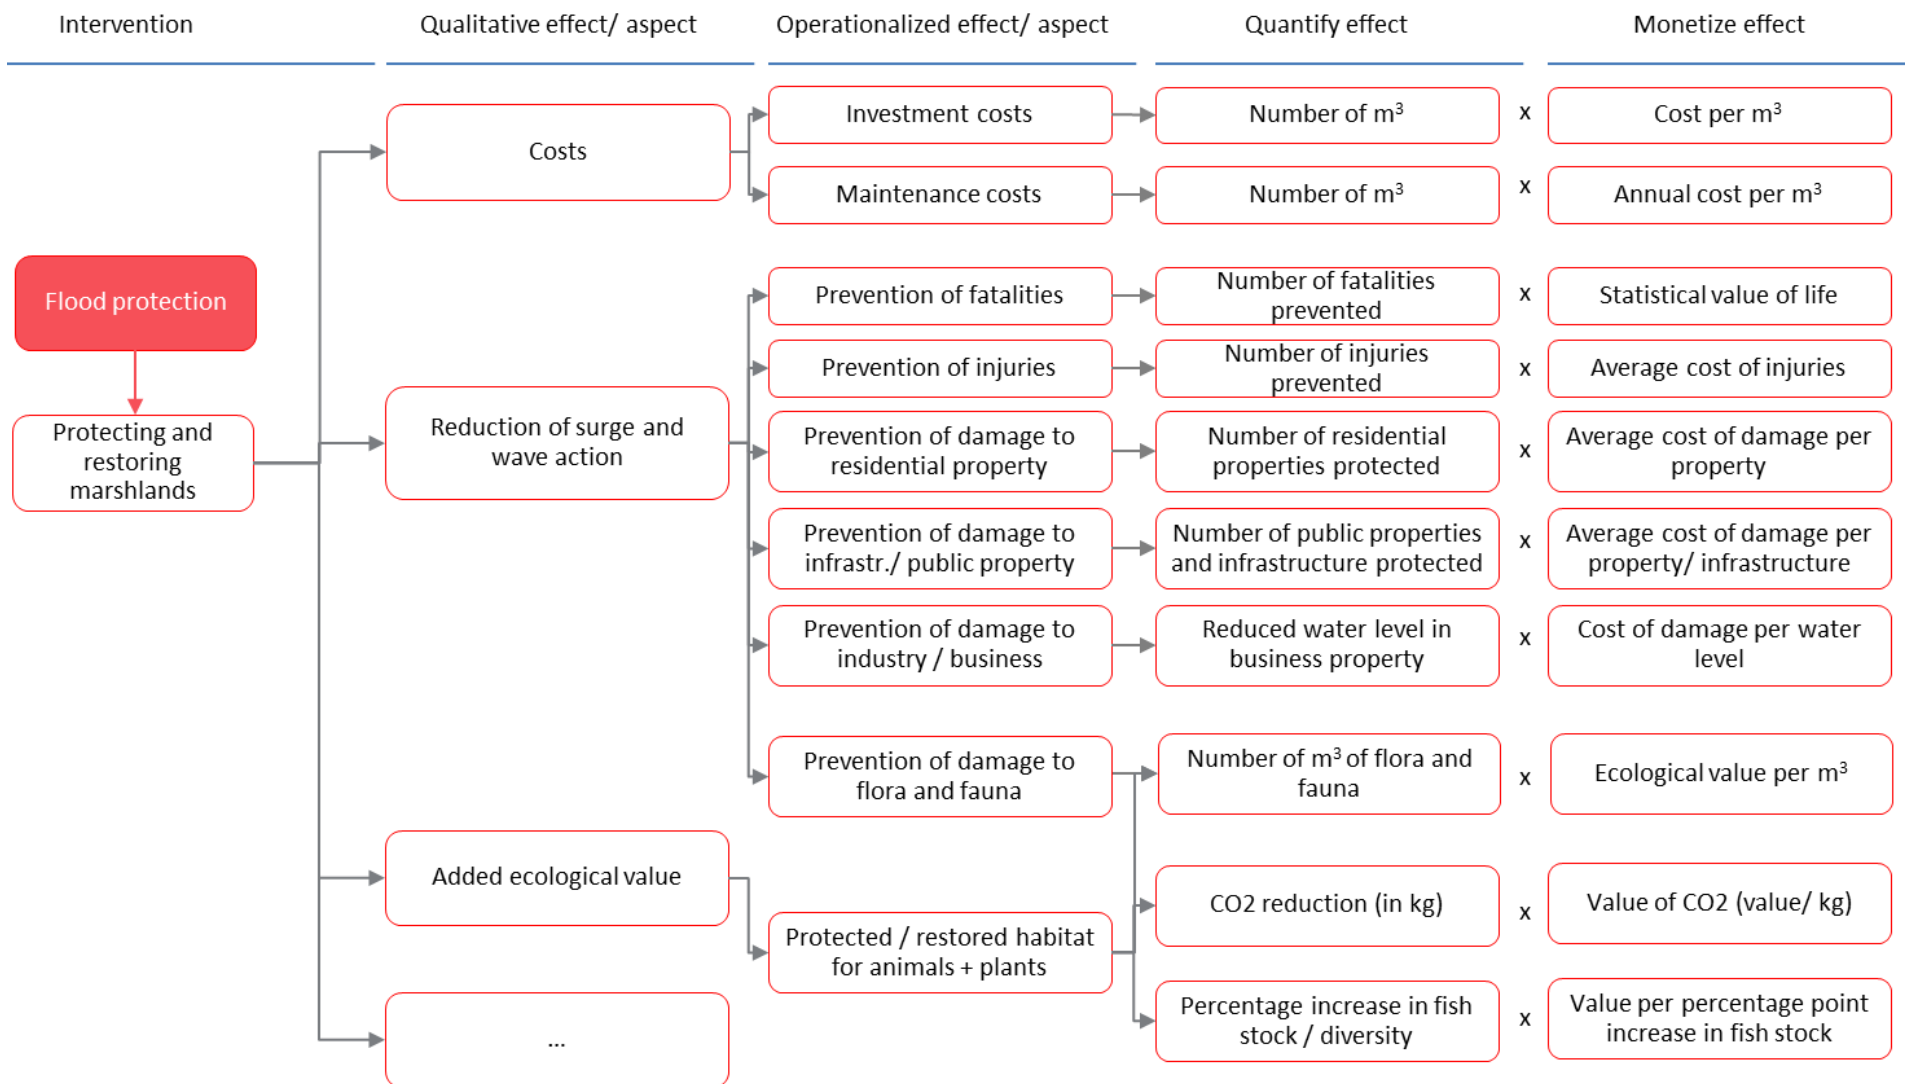 Intervention
Qualitative effect/ aspect
Operationalized effect/ aspect
Quantify effect
Monetize effect
Costs
Investment costs
Number of m³
x
Cost per m³
Maintenance costs
Number of m³
x
Annual cost per m³
Flood protection
Protecting and
restoring
marshlands
Reduction of surge and
wave action
Prevention of fatalities
Number of fatalities
prevented
x
Statistical value of life
Prevention of injuries
Number of injuries
prevented
x
Average cost of injuries
Prevention of damage to
residential property
Number of residential
properties protected
x
Average cost of damage per
property
Prevention of damage to
infrastr./ public property
Number of public properties
and infrastructure protected
x
Average cost of damage per
property/ infrastructure
Prevention of damage to
industry / business
Reduced water level in
business property
x
Cost of damage per water
level
Prevention of damage to
flora and fauna
Number of m³ of flora and
fauna
x
Ecological value per m³
Added ecological value
Protected / restored habitat
for animals + plants
CO2 reduction (in kg)
x
Value of CO2 (value/ kg)
Percentage increase in fish
stock / diversity
x
Value per percentage point
increase in fish stock
...